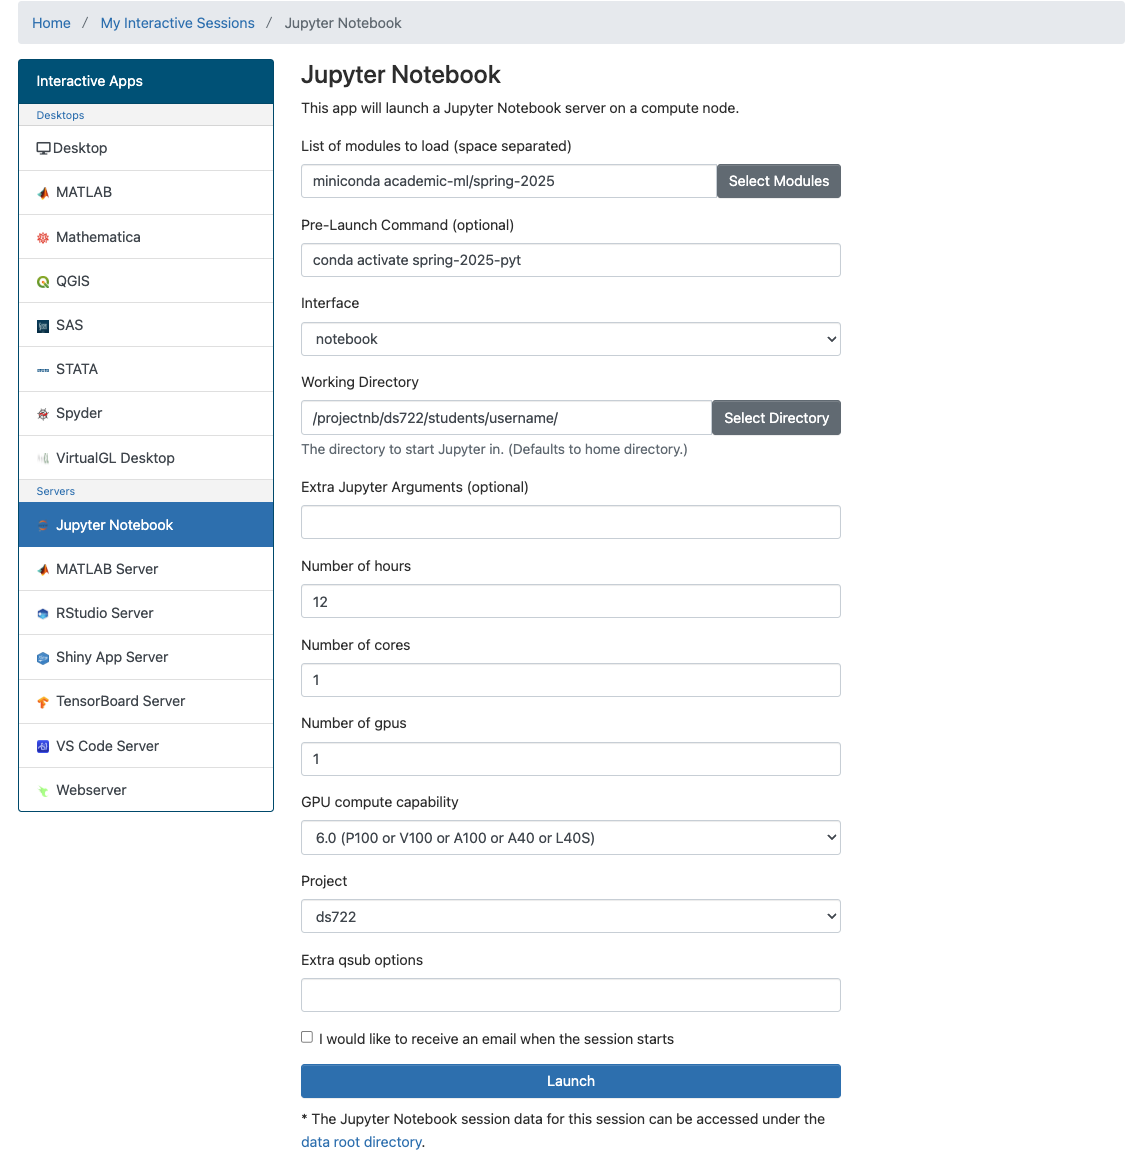 Home / My Interactive Sessions / Jupyter Notebook
Interactive Apps
Desktops
Desktop
MATLAB
Mathematica
QGIS
SAS
STATA
Spyder
VirtualGL Desktop
Servers
Jupyter Notebook
MATLAB Server
RStudio Server
Shiny App Server
TensorBoard Server
VS Code Server
Webserver
Jupyter Notebook
This app will launch a Jupyter Notebook server on a compute node.
List of modules to load (space separated)
miniconda academic-ml/spring-2025
Select Modules
Pre-Launch Command (optional)
conda activate spring-2025-pyt
Interface
notebook
Working Directory
/projectnb/ds722/students/username/
Select Directory
The directory to start Jupyter in. (Defaults to home directory.)
Extra Jupyter Arguments (optional)
Number of hours
12
Number of cores
1
Number of gpus
1
GPU compute capability
6.0 (P100 or V100 or A100 or A40 or L40S)
Project
ds722
Extra qsub options
I would like to receive an email when the session starts
Launch
* The Jupyter Notebook session data for this session can be accessed under the
data root directory.